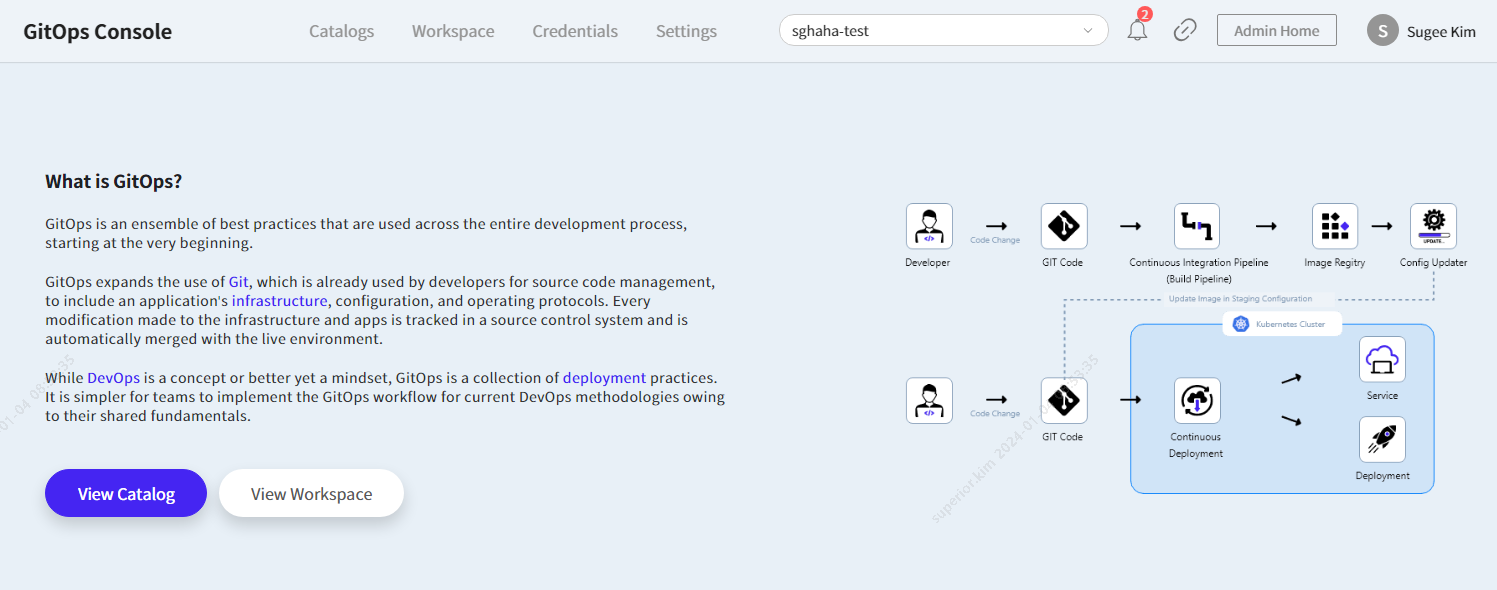 GitOps Console
Catalogs
Workspace
Credentials
Settings
sghaha-test
2
Admin Home
S
Sugee Kim
What is GitOps?
GitOps is an ensemble of best practices that are used across the entire development process,
starting at the very beginning.
GitOps expands the use of Git, which is already used by developers for source code management,
to include an application's infrastructure, configuration, and operating protocols. Every
modification made to the infrastructure and apps is tracked in a source control system and is
automatically merged with the live environment.
While DevOps is a concept or better yet a mindset, GitOps is a collection of deployment practices.
It is simpler for teams to implement the GitOps workflow for current DevOps methodologies owing
to their shared fundamentals.
View Catalog
View Workspace
Developer
Code Change
GIT Code
Continuous Integration Pipeline
(Build Pipeline)
Image Regitry
UPDATE..
Config Updater
Update Image in Staging Configuration
Kubernetes Cluster
Code Change
GIT Code
Continuous
Deployment
Service
Deployment
superior.kim 2024-01-0